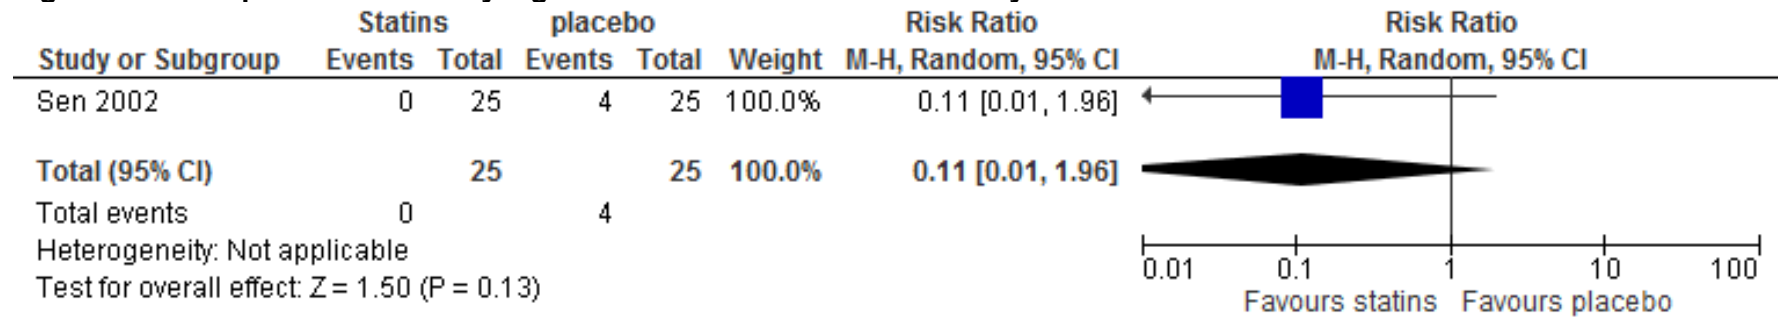 Statins placebo Risk Ratio Risk Ratio
Study or Subgroup Events Total Events Total Weight M-H, Random, 95% CI M-H, Random, 95% CI
Sen 2002 0 25 4 25 100.0% 0.11 [0.01, 1.96]
Total (95% CI) 25 25 100.0% 0.11 [0.01, 1.96]
Total events 0 4
Heterogeneity: Not applicable
Test for overall effect: Z = 1.50 (P = 0.13)
0.01 0.1 1 10 100
Favours statins Favours placebo